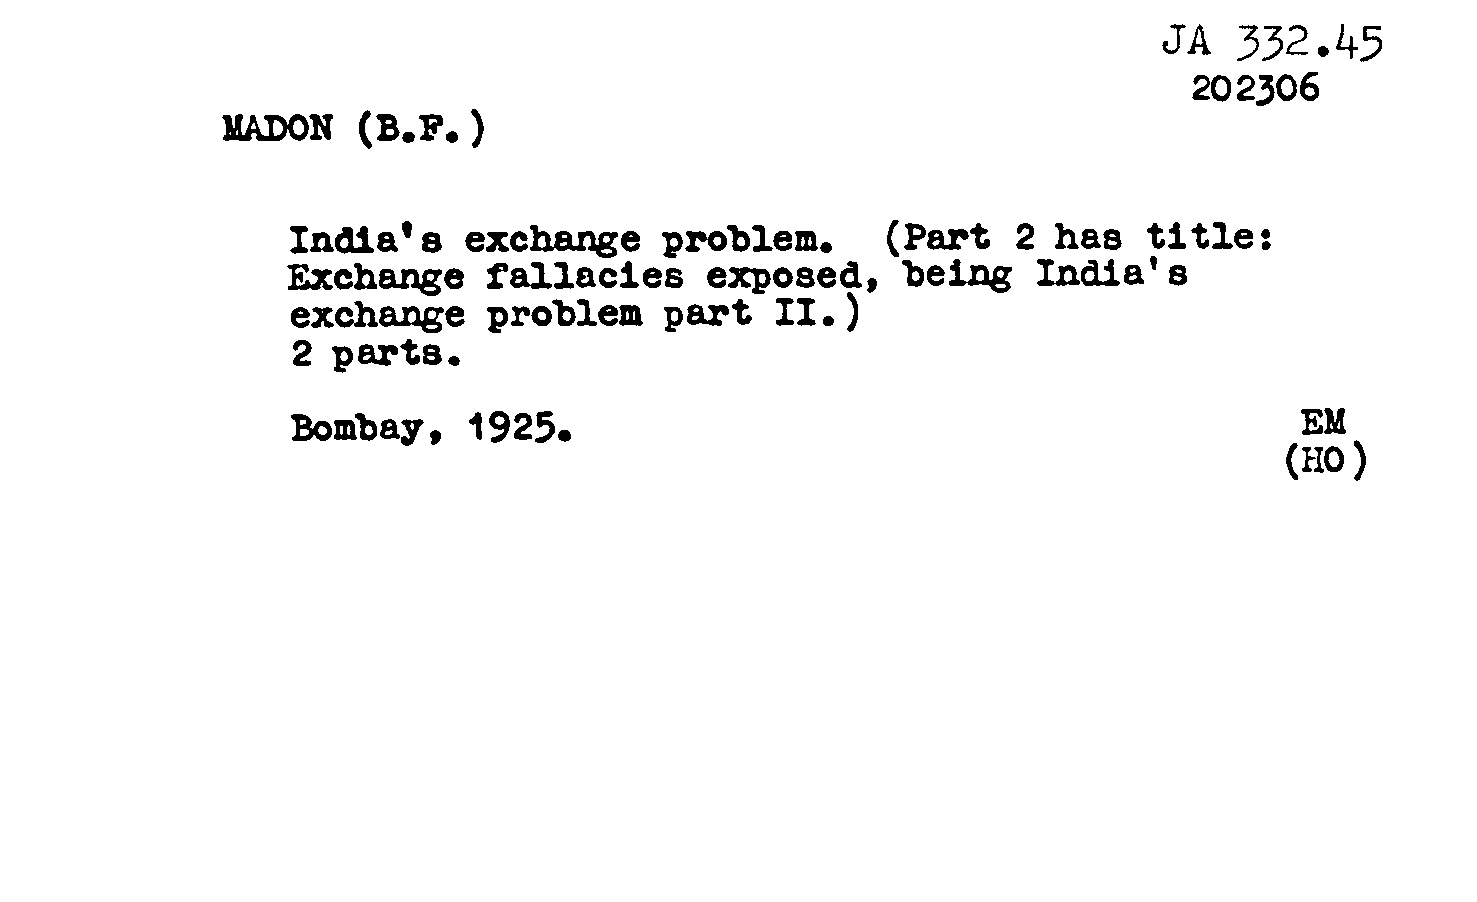 JA 332.45
202306
MADON (B.F.)
India's exchange problem. (Part 2 has title:
Exchange fallacies exposed, being India's
exchange problem part II.)
2 parts.
Bombay, 1925.
EM
(HO)